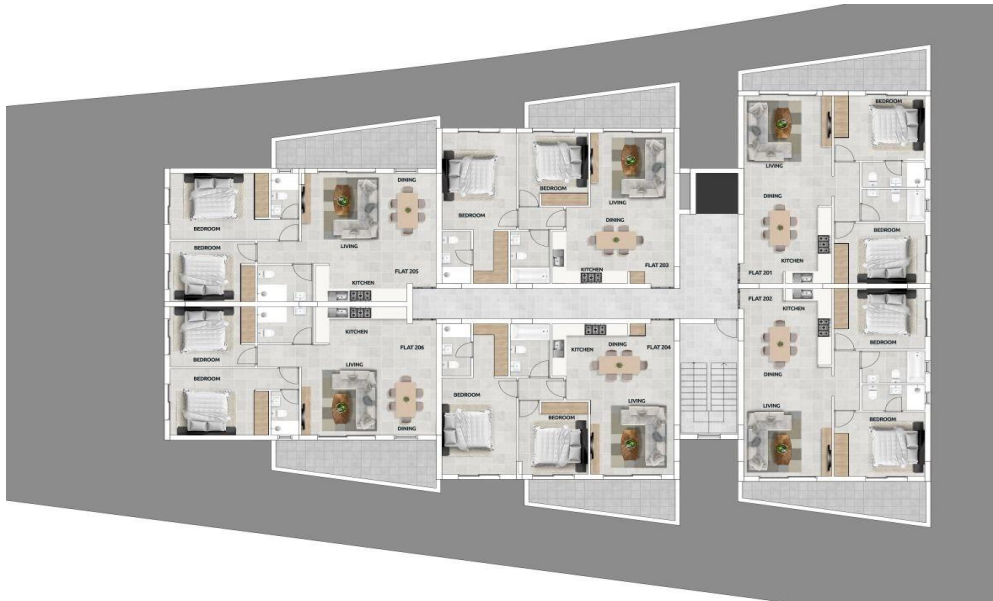 BEDROOM
LIVING
DINING
KITCHEN
FLAT 201
BEDROOM
FLAT 202
KITCHEN
DINING
BEDROOM
LIVING
BEDROOM
BEDROOM
BEDROOM
LIVING
DINING
KITCHEN
FLAT 203
FLAT 204
DINING
KITCHEN
BEDROOM
BEDROOM
LIVING
DINING
BEDROOM
LIVING
BEDROOM
FLAT 205
KITCHEN
KITCHEN
FLAT 206
BEDROOM
LIVING
BEDROOM
DINING